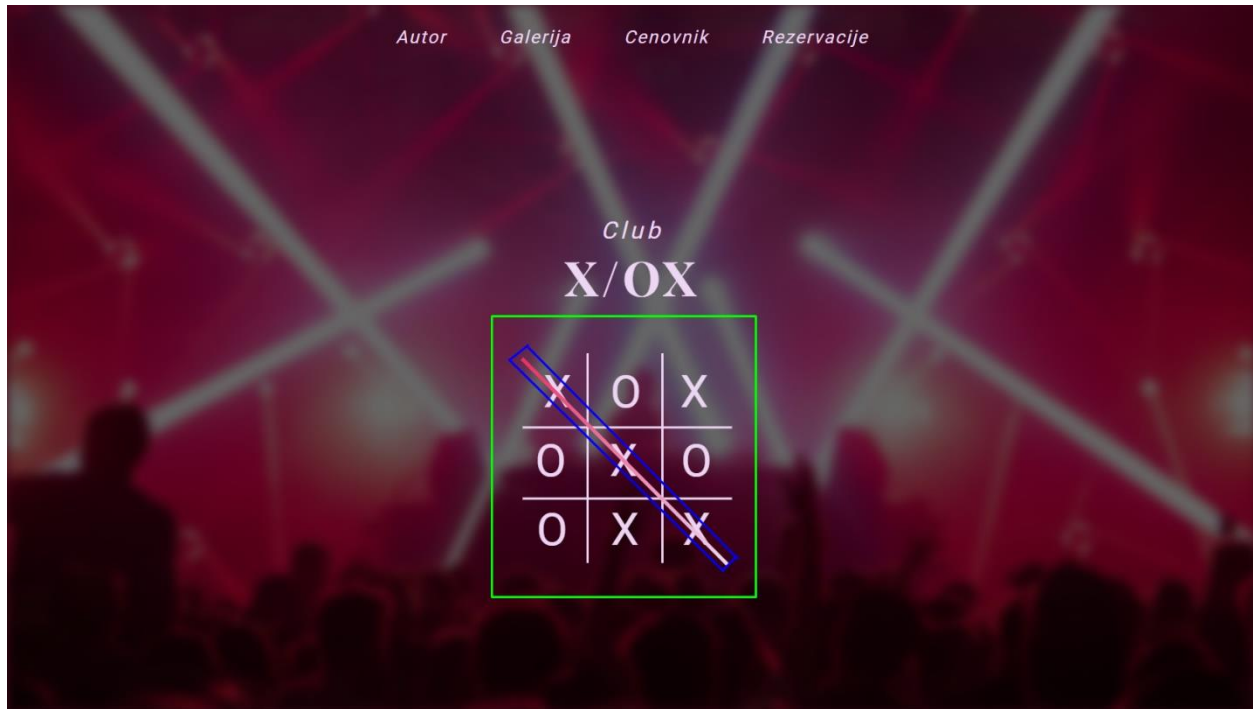 Autor Galerija Cenovnik Rezervacije
Club
X/OX
X O X
O X O
O X X